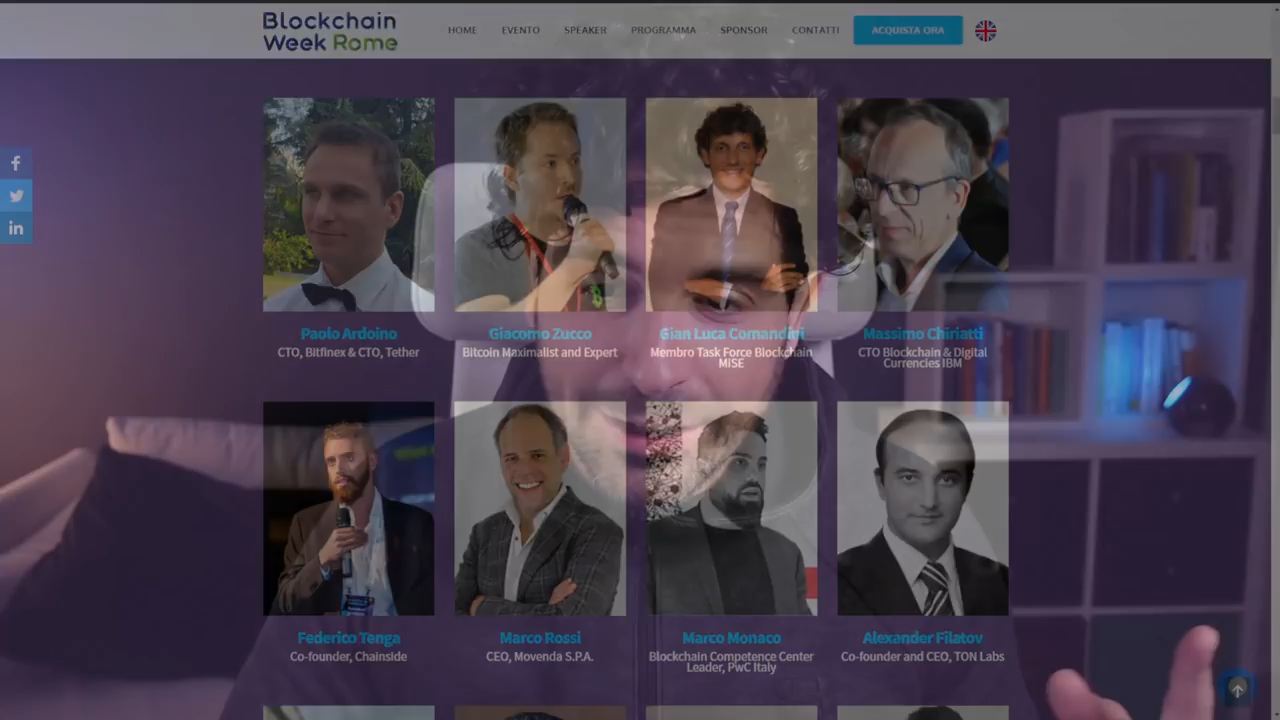 Blockchain
Week Rome
HOME EVENTO SPEAKER PROGRAMMA SPONSOR CONTATTI ACQUISTA ORA
Paolo Ardoino
CTO, Bitfinex & CTO, Tether
Giacomo Zucco
Bitcoin Maximalist and Expert
Gian Luca Comandini
Membro Task Force Blockchain
MiSE
Massimo Chiriatti
CTO Blockchain & Digital
Currencies IBM
Federico Tenga
Co-founder, Chainside
Marco Rossi
CEO, Movenda S.P.A.
Marco Monaco
Blockchain Competence Center
Leader, PwC Italy
Alexander Filatov
Co-founder and CEO, TON Labs